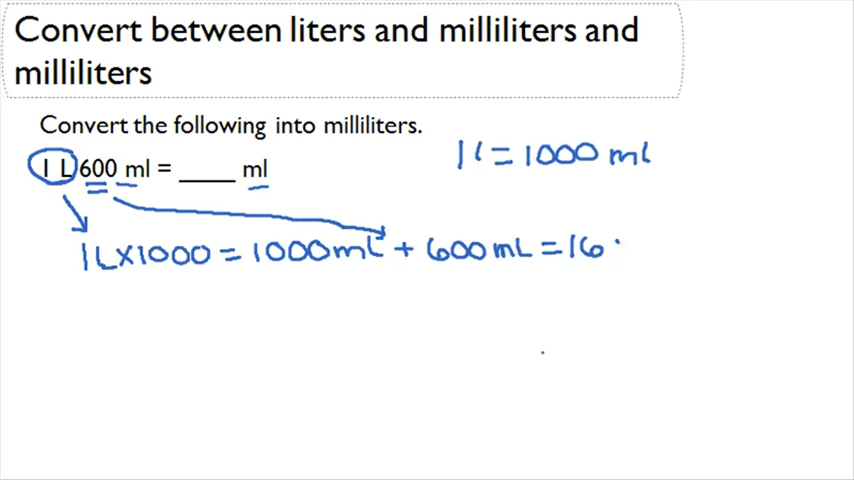 Convert between liters and milliliters and
milliliters
Convert the following into milliliters.
1 L 600 ml = ____ ml
1L = 1000 ml
1L x 1000 = 1000ml + 600mL = 16